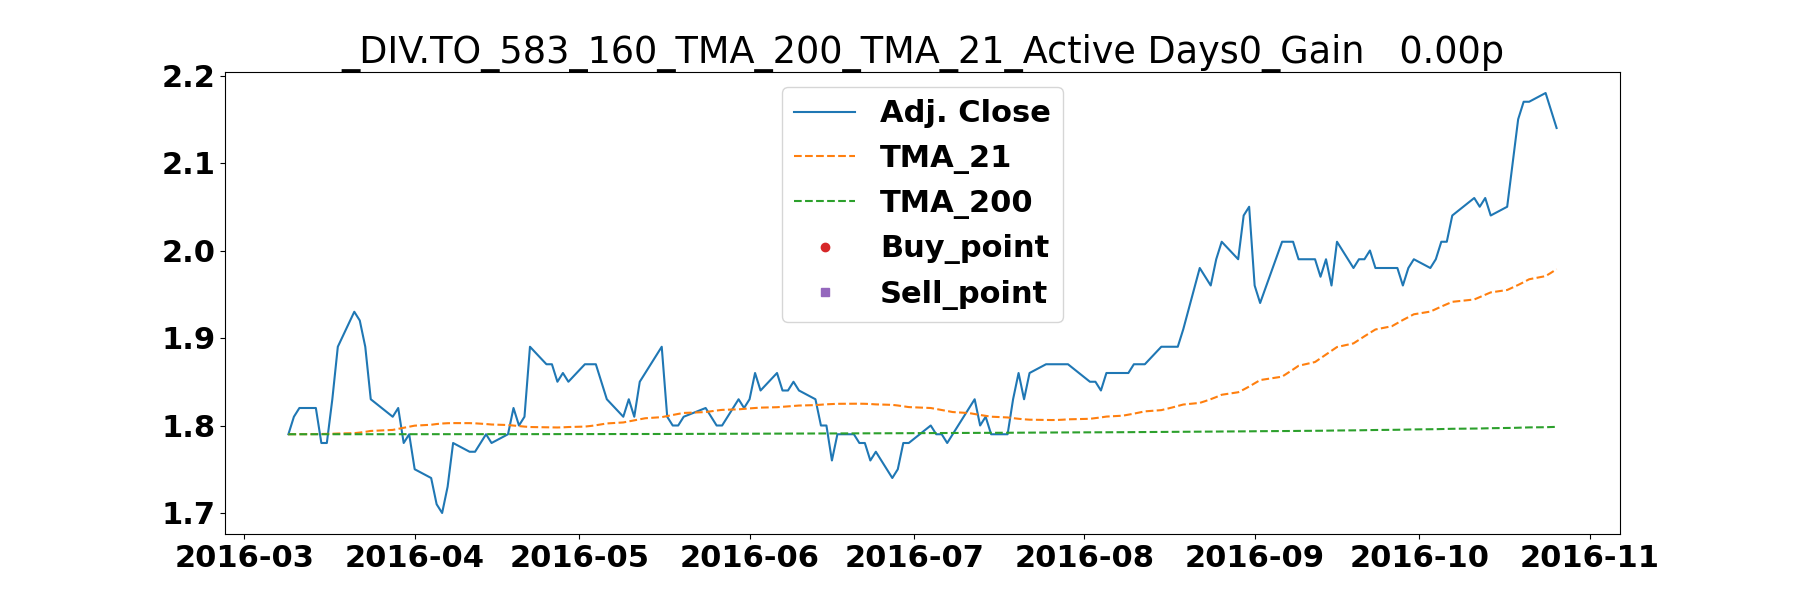 _DIV.TO_583_160_TMA_200_TMA_21_Active Days0_Gain   0.00p
2.2
2.1
2.0
1.9
1.8
1.7
Adj. Close
TMA_21
TMA_200
Buy_point
Sell_point
2016-03 2016-04 2016-05 2016-06 2016-07 2016-08 2016-09 2016-10 2016-11